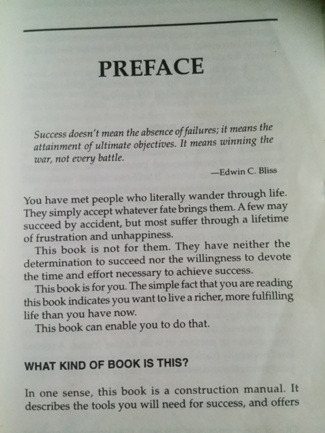 PREFACE
Success doesn't mean the absence of failures; it means the
attainment of ultimate objectives. It means winning the
war, not every battle.
—Edwin C. Bliss
You have met people who literally wander through life.
They simply accept whatever fate brings them. A few may
succeed by accident, but most suffer through a lifetime
of frustration and unhappiness.
This book is not for them. They have neither the
determination to succeed nor the willingness to devote
the time and effort necessary to achieve success.
This book is for you. The simple fact that you are reading
this book indicates you want to live a richer, more fulfilling
life than you have now.
This book can enable you to do that.
WHAT KIND OF BOOK IS THIS?
In one sense, this book is a construction manual. It
describes the tools you will need for success, and offers